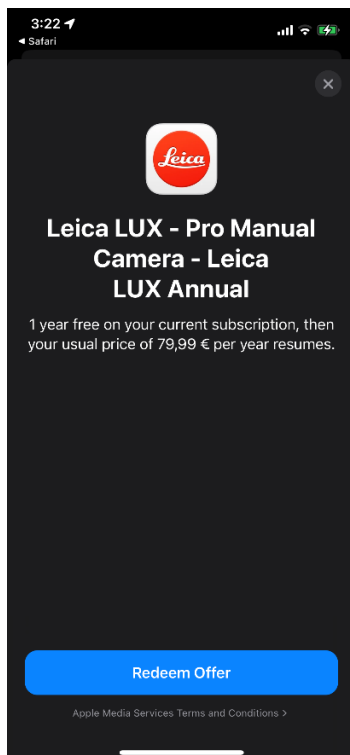 3:22
◀ Safari
Leica
Leica LUX - Pro Manual
Camera - Leica
LUX Annual
1 year free on your current subscription, then
your usual price of 79,99 € per year resumes.
Redeem Offer
Apple Media Services Terms and Conditions >